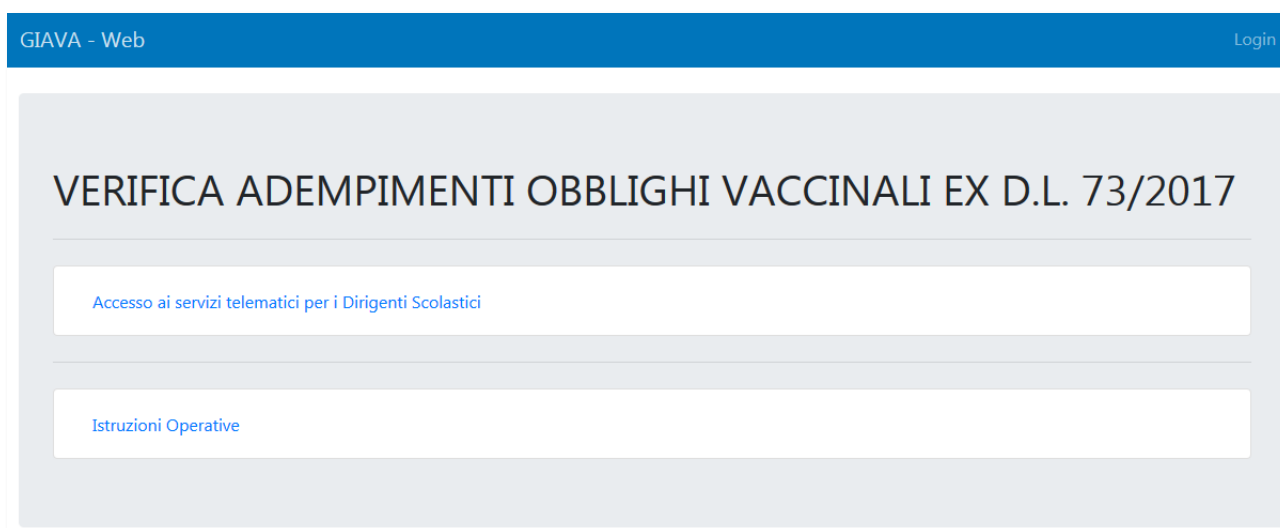 GIAVA - Web
Login
VERIFICA ADEMPIMENTI OBBLIGHI VACCINALI EX D.L. 73/2017
Accesso ai servizi telematici per i Dirigenti Scolastici
Istruzioni Operative